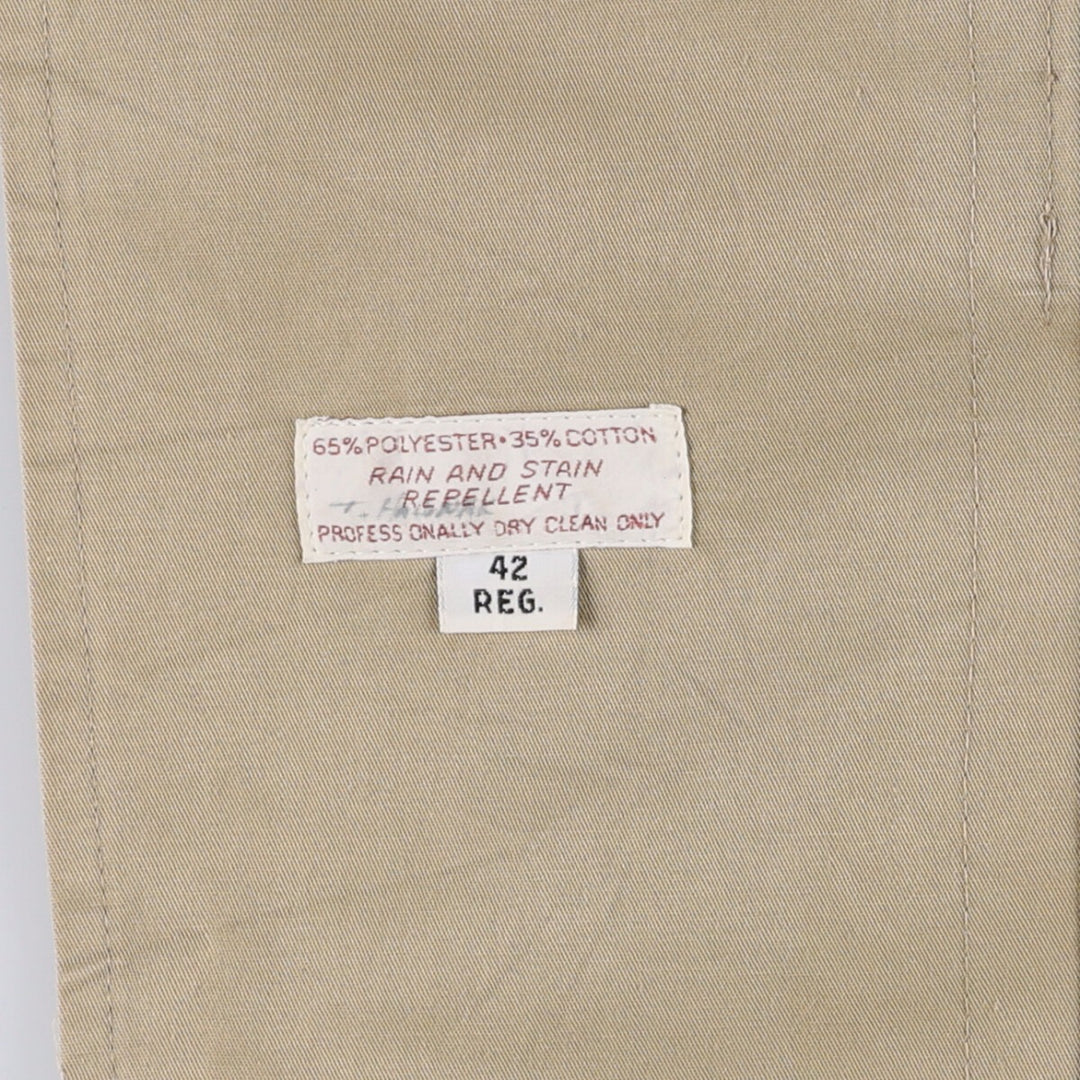 65% POLYESTER • 35% COTTON
RAIN AND STAIN
REPELLENT
T.
PROFESS ONALLY DRY CLEAN ONLY
42
REG.